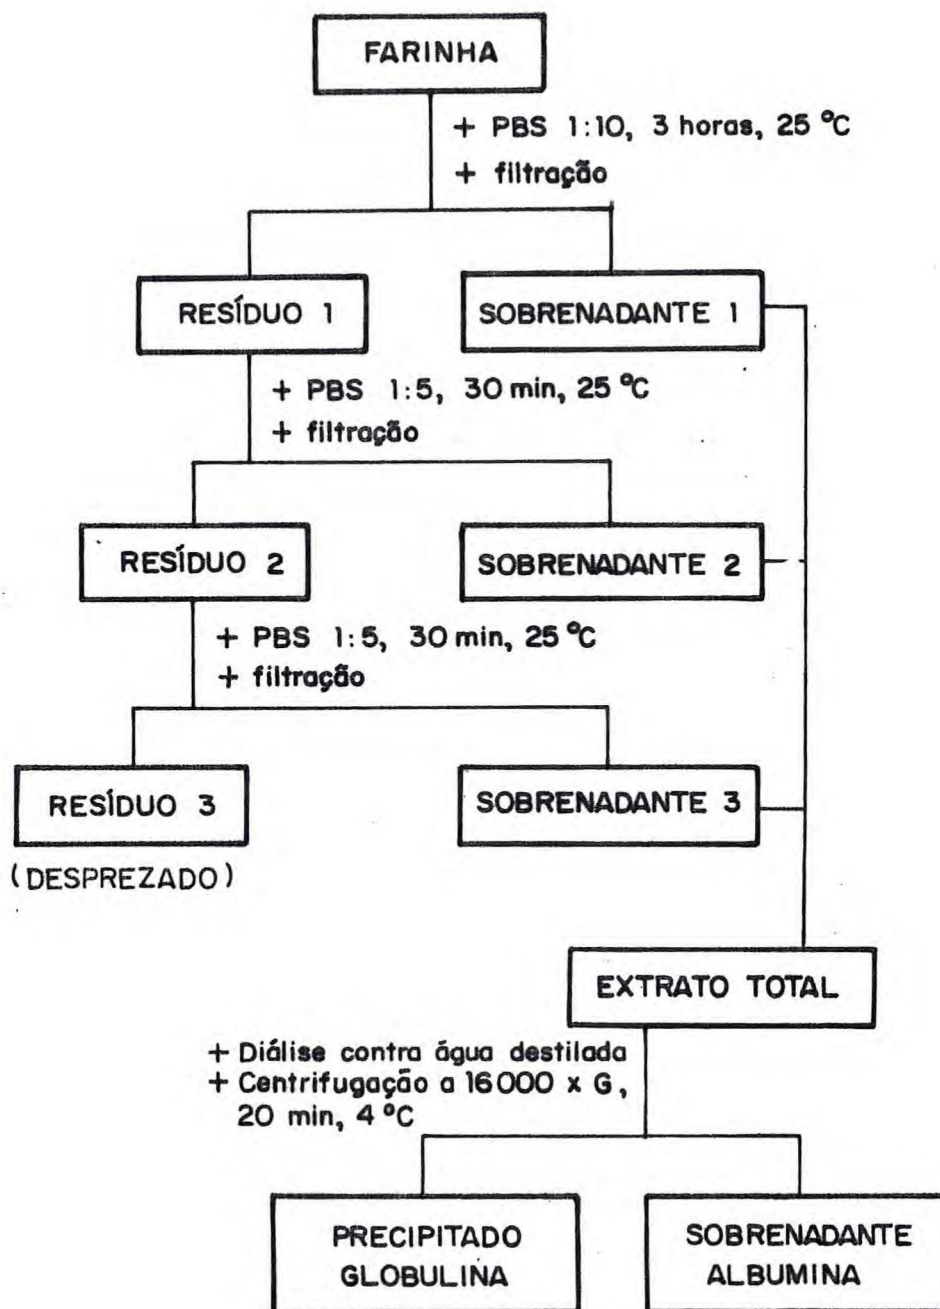 FARINHA
+ PBS 1:10, 3 horas, 25 °C
+ filtração
RESÍDUO 1
SOBRENADANTE 1
+ PBS 1:5, 30 min, 25 °C
+ filtração
RESÍDUO 2
SOBRENADANTE 2
+ PBS 1:5, 30 min, 25 °C
+ filtração
RESÍDUO 3
SOBRENADANTE 3
(DESPREZADO)
EXTRATO TOTAL
+ Diálise contra água destilada
+ Centrifugação a 16000 x G,
20 min, 4 °C
PRECIPITADO
GLOBULINA
SOBRENADANTE
ALBUMINA